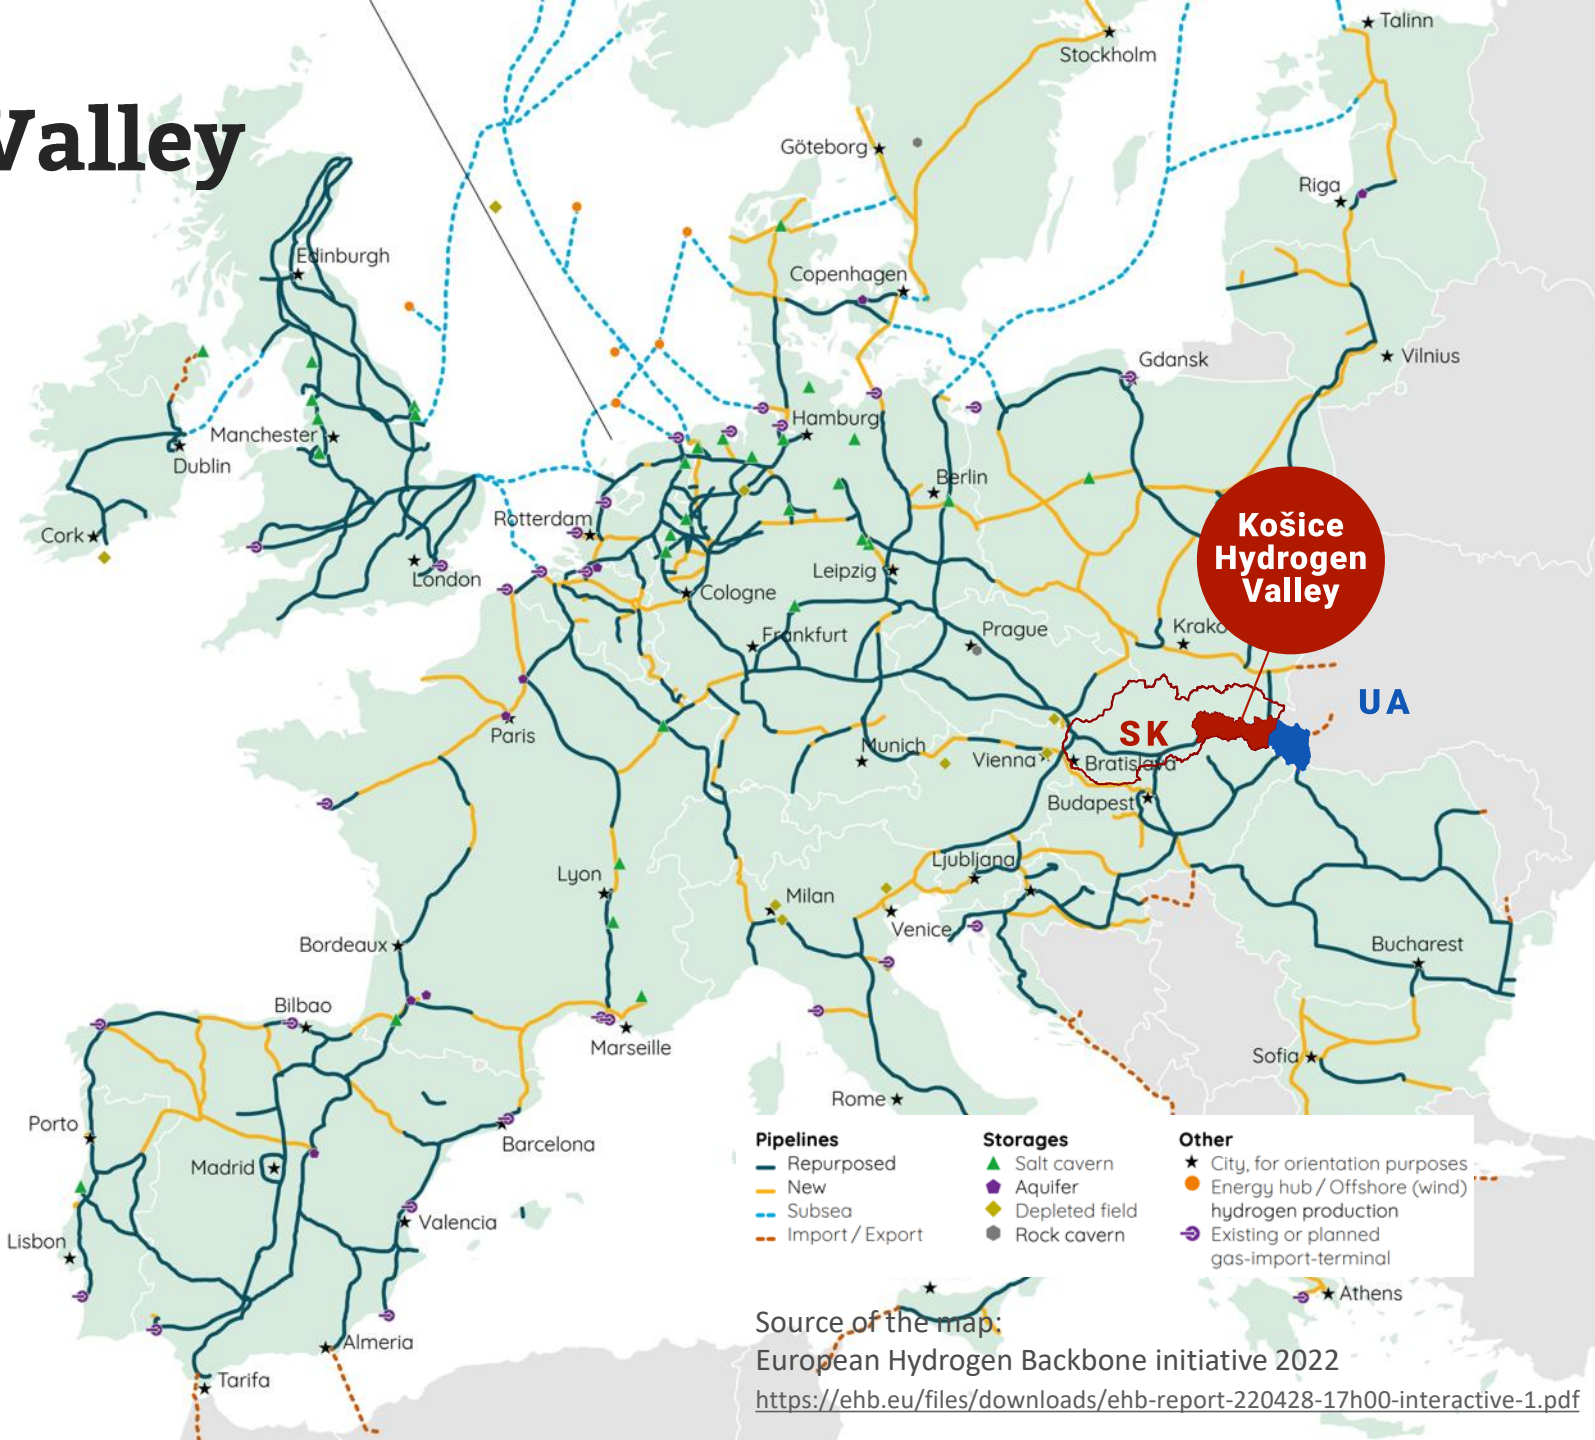 Valley
Talinn
Stockholm
Göteborg
Riga
Edinburgh
Copenhagen
Vilnius
Gdansk
Hamburg
Manchester
Dublin
Berlin
Rotterdam
Cork
London
Košice
Hydrogen
Valley
Leipzig
Cologne
Frankfurt
Prague
Krako
UA
SK
Paris
Munich
Vienna
Bratislava
Budapest
Ljubljana
Lyon
Milan
Venice
Bordeaux
Bucharest
Bilbao
Marseille
Sofia
Rome
Porto
Barcelona
Madrid
Valencia
Lisbon
Almeria
Tarifa
Athens
Pipelines
Repurposed
New
Subsea
Import / Export
Storages
Salt cavern
Aquifer
Depleted field
Rock cavern
Other
City, for orientation purposes
Energy hub / Offshore (wind)
hydrogen production
Existing or planned
gas-import-terminal
Source of the map:
European Hydrogen Backbone initiative 2022
https://ehb.eu/files/downloads/ehb-report-220428-17h00-interactive-1.pdf